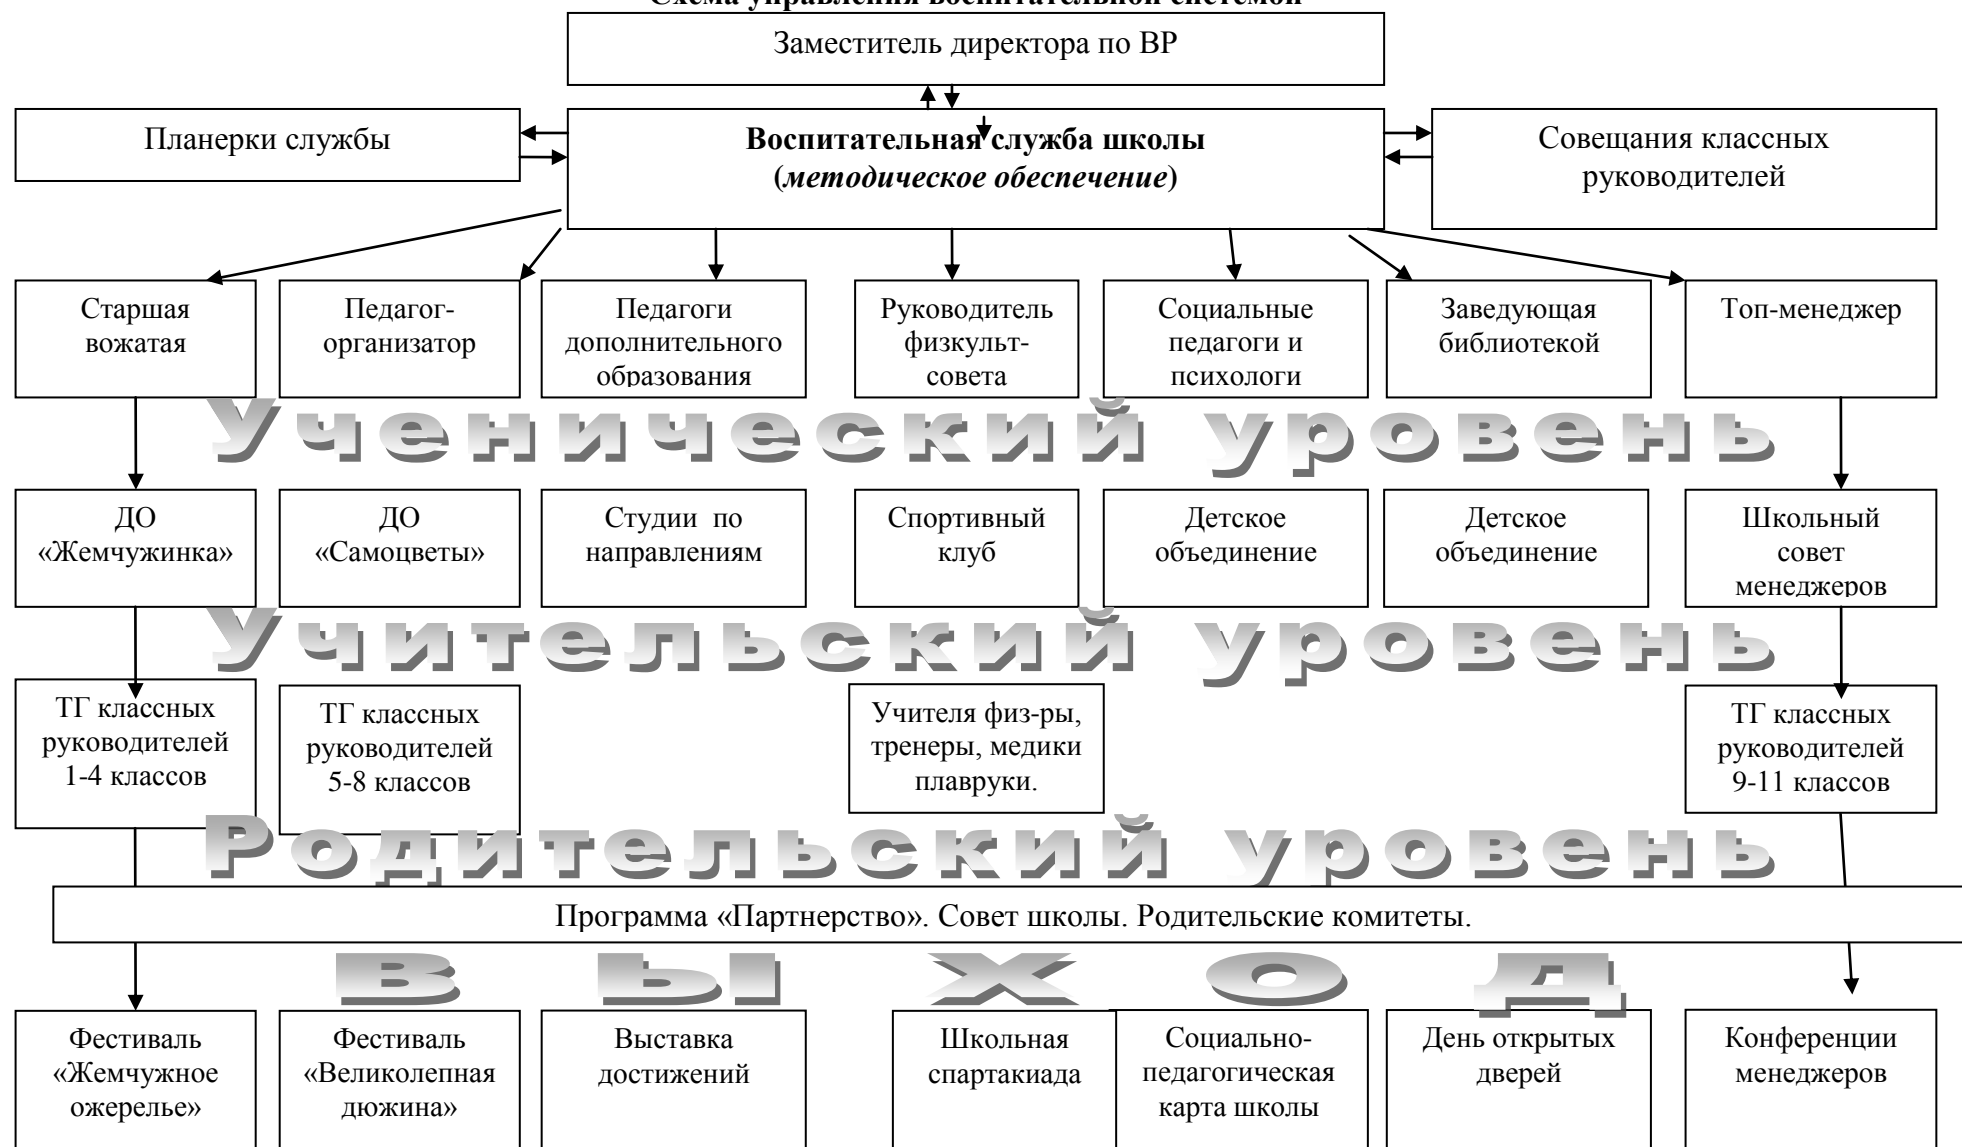 Схема управления воспитательной системой
Заместитель директора по ВР
Планерки службы
Воспитательная служба школы
(методическое обеспечение)
Совещания классных
руководителей
Старшая
вожатая
Педагог-
организатор
Педагоги
дополнительного
образования
Руководитель
физкульт-
совета
Социальные
педагоги и
психологи
Заведующая
библиотекой
Топ-менеджер
Ученический уровень
ДО
«Жемчужинка»
ДО
«Самоцветы»
Студии по
направлениям
Спортивный
клуб
Детское
объединение
Детское
объединение
Школьный
совет
менеджеров
Учительский уровень
ТГ классных
руководителей
1-4 классов
ТГ классных
руководителей
5-8 классов
Учителя физ-ры,
тренеры, медики
плавруки.
ТГ классных
руководителей
9-11 классов
Родительский уровень
Программа «Партнерство». Совет школы. Родительские комитеты.
Выход
Фестиваль
«Жемчужное
ожерелье»
Фестиваль
«Великолепная
дюжина»
Выставка
достижений
Школьная
спартакиада
Социально-
педагогическая
карта школы
День открытых
дверей
Конференции
менеджеров